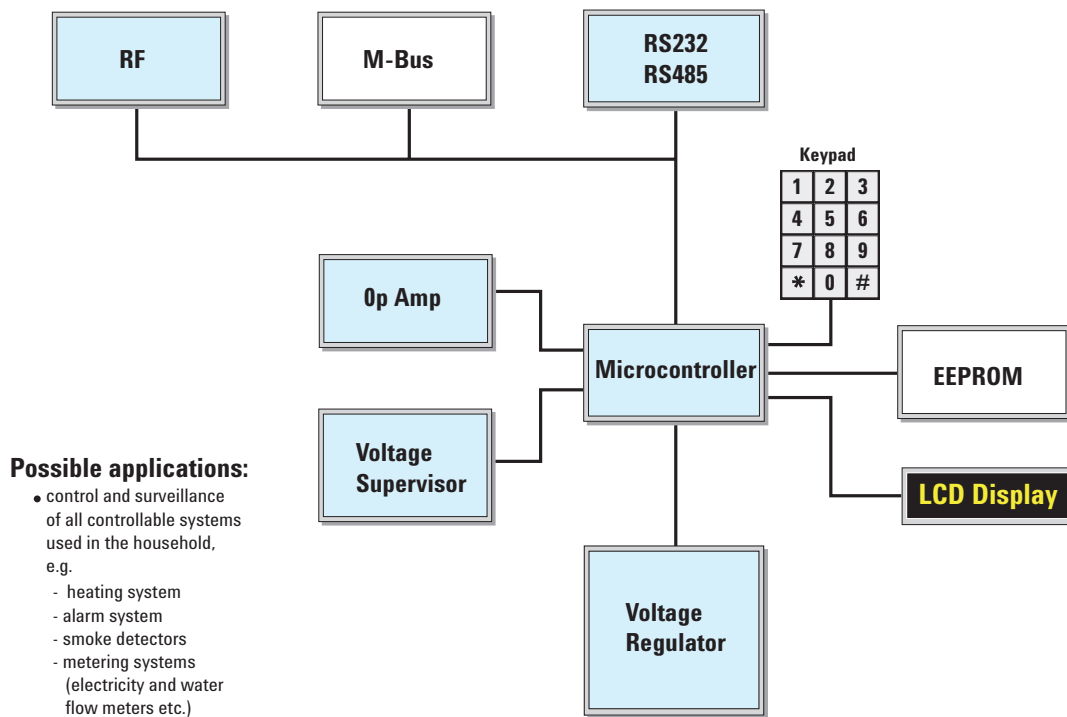 RF
M-Bus
RS232
RS485
Keypad
1 2 3
4 5 6
7 8 9
* 0 #
0p Amp
Microcontroller
EEPROM
Voltage
Supervisor
LCD Display
Voltage
Regulator
Possible applications:
• control and surveillance
of all controllable systems
used in the household,
e.g.
- heating system
- alarm system
- smoke detectors
- metering systems
(electricity and water
flow meters etc.)